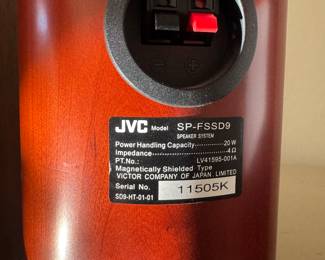 JVC Model SP-FSSD9
SPEAKER SYSTEM
Power Handling Capacity 20 W
Impedance 4Ω
PT.No.: LV41595-001A
Magnetically Shielded Type
VICTOR COMPANY OF JAPAN, LIMITED
Serial No. 11505K
SD9-HT-01-01